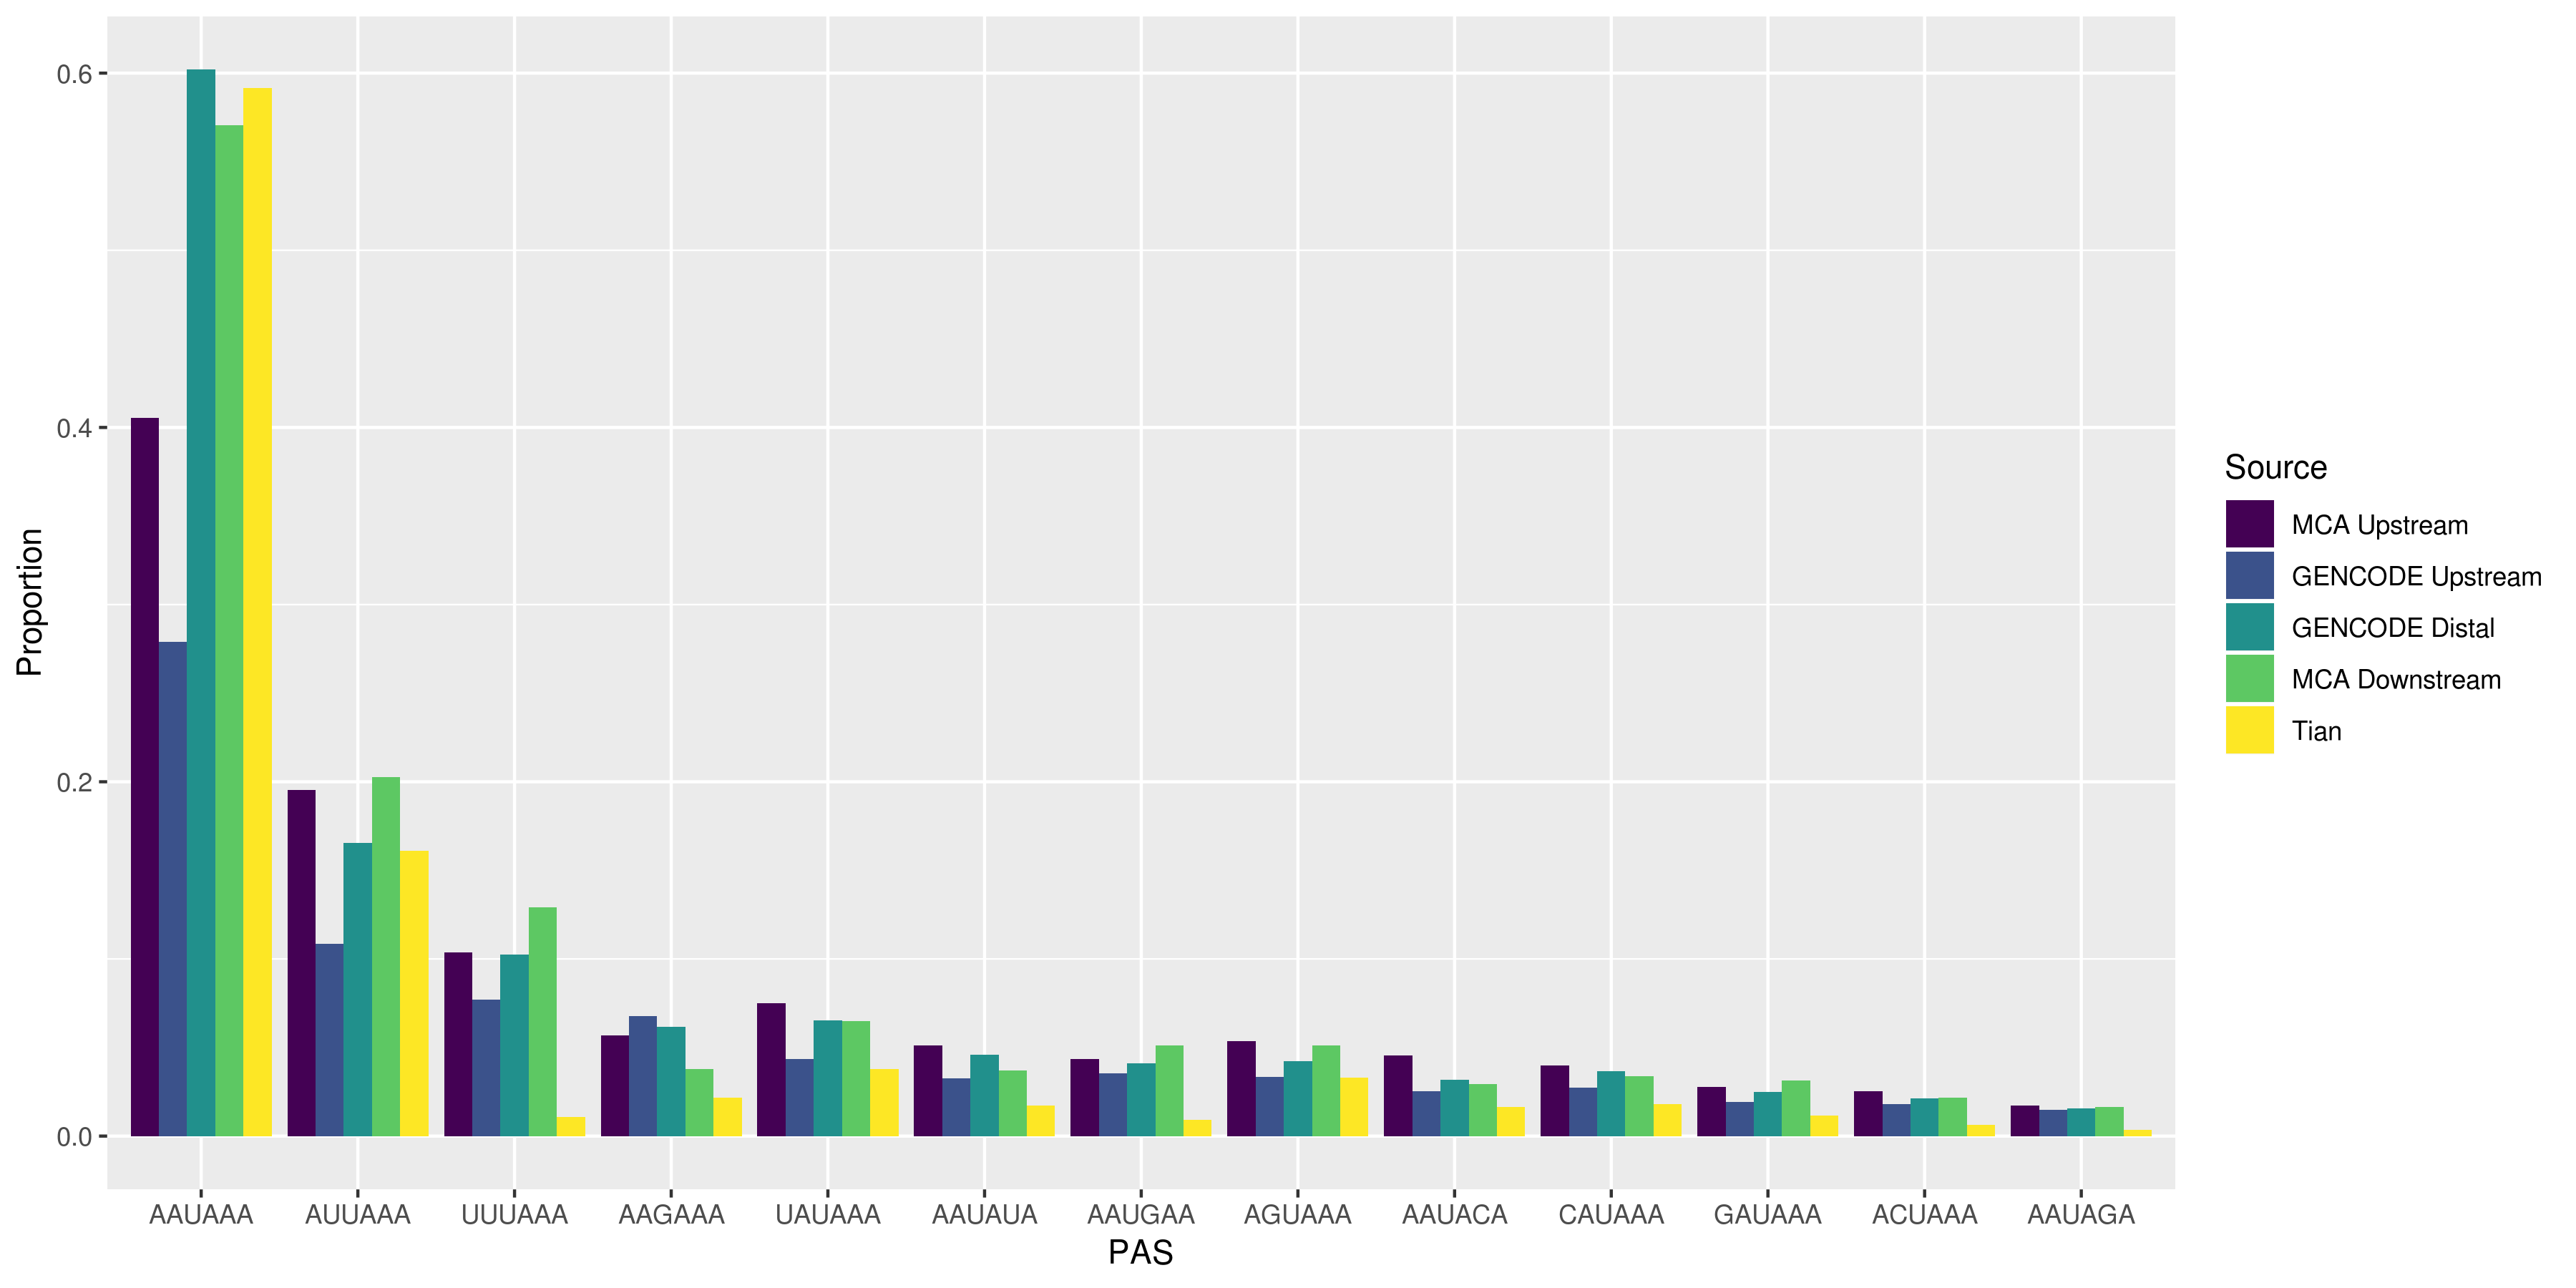 0.6
0.4
0.2
0.0
Proportion
AAUAAA AUUAAA UUUAAA AAGAAA UAUAAA AAUAUA AAUGAA AGUAAA AAUACA CAUAAA GAUAAA ACUAAA AAUAGA
PAS
Source
MCA Upstream
GENCODE Upstream
GENCODE Distal
MCA Downstream
Tian